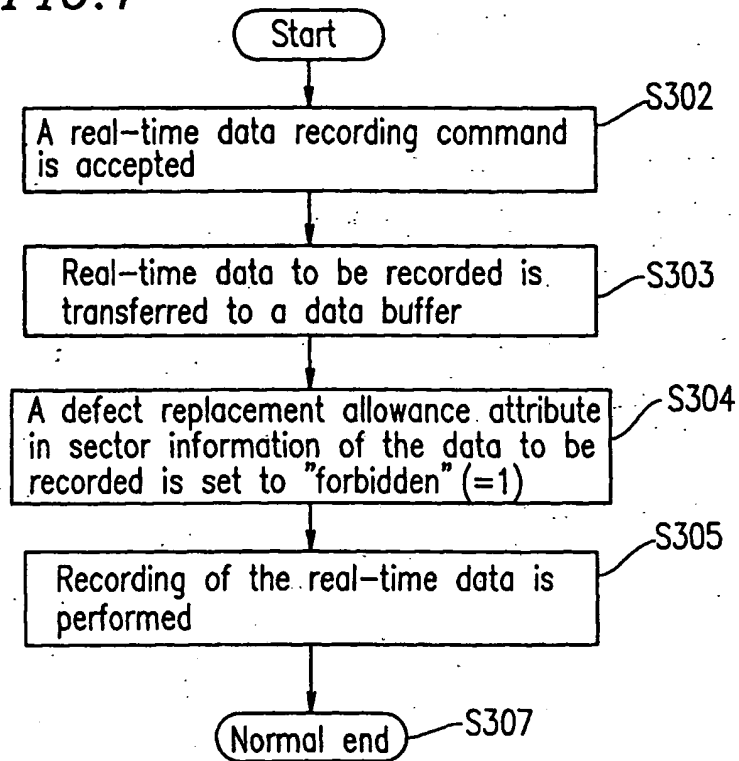 FIG.7
Start
S302
A real-time data recording command
is accepted
S303
Real-time data to be recorded is
transferred to a data buffer
S304
A defect replacement allowance attribute
in sector information of the data to be
recorded is set to "forbidden" (=1)
S305
Recording of the real-time data is
performed
S307
Normal end